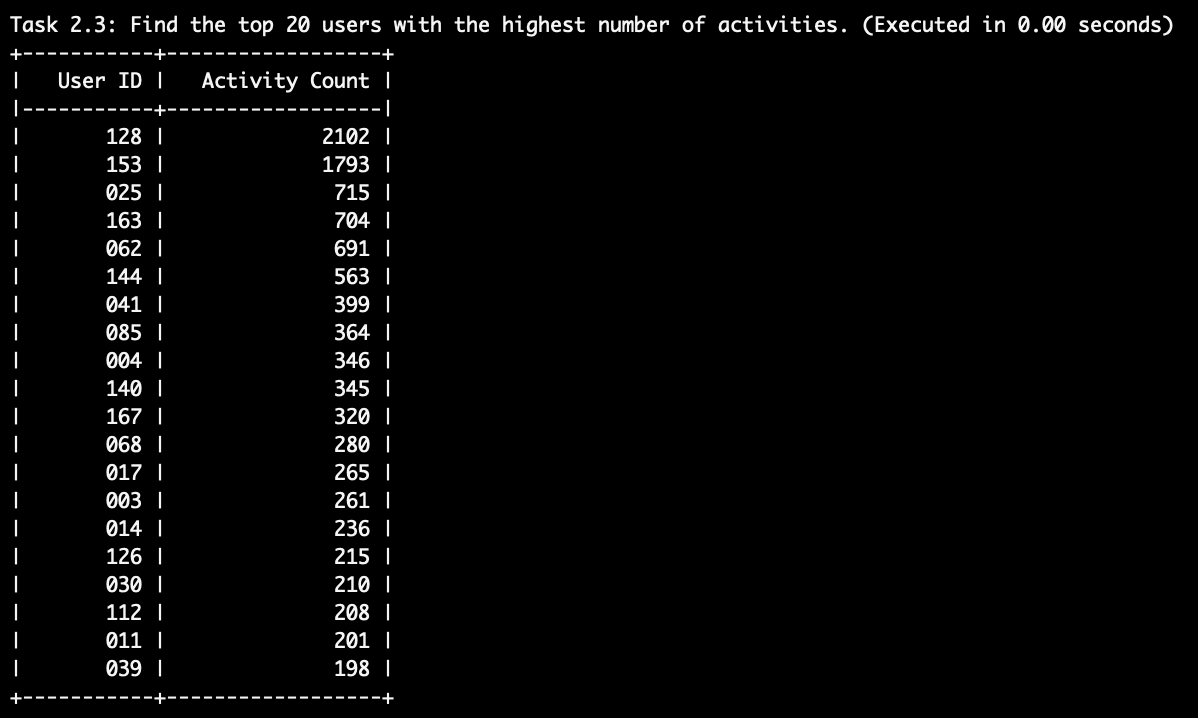 Task 2.3: Find the top 20 users with the highest number of activities. (Executed in 0.00 seconds)
+-----------+------------------+
|   User ID |   Activity Count |
|-----------+------------------|
|       128 |             2102 |
|       153 |             1793 |
|       025 |              715 |
|       163 |              704 |
|       062 |              691 |
|       144 |              563 |
|       041 |              399 |
|       085 |              364 |
|       004 |              346 |
|       140 |              345 |
|       167 |              320 |
|       068 |              280 |
|       017 |              265 |
|       003 |              261 |
|       014 |              236 |
|       126 |              215 |
|       030 |              210 |
|       112 |              208 |
|       011 |              201 |
|       039 |              198 |
+-----------+------------------+